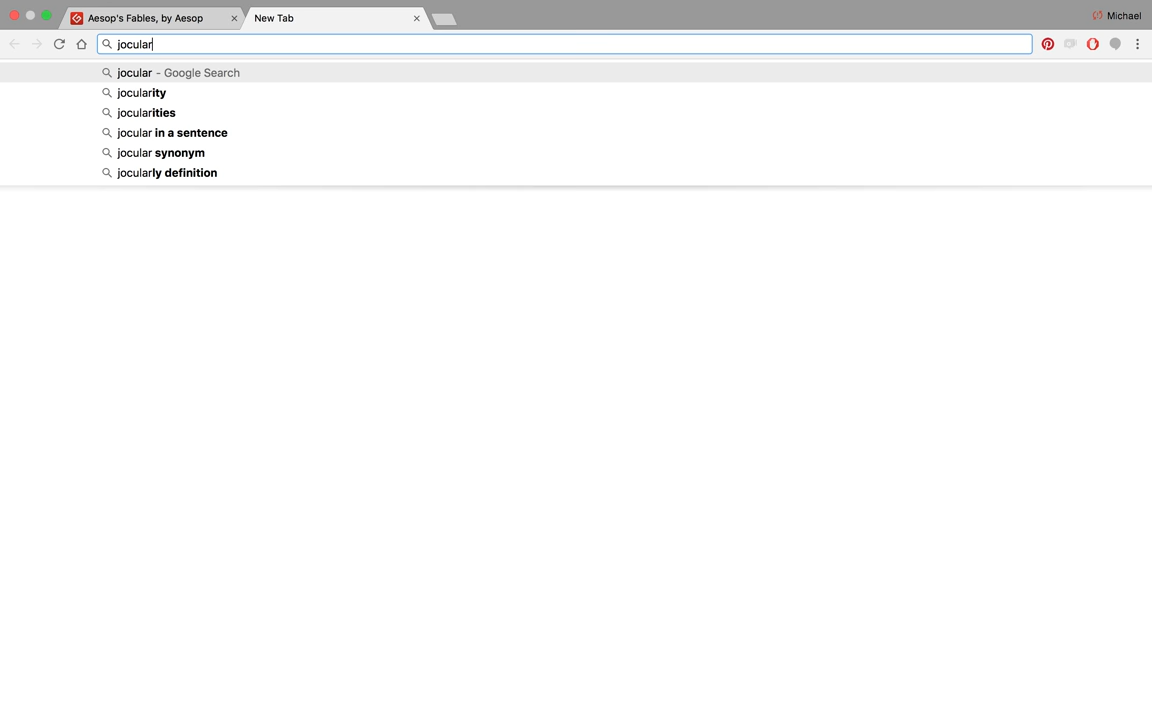 Aesop's Fables, by Aesop
New Tab
Michael
jocular
jocular - Google Search
jocularity
jocularities
jocular in a sentence
jocular synonym
jocularly definition